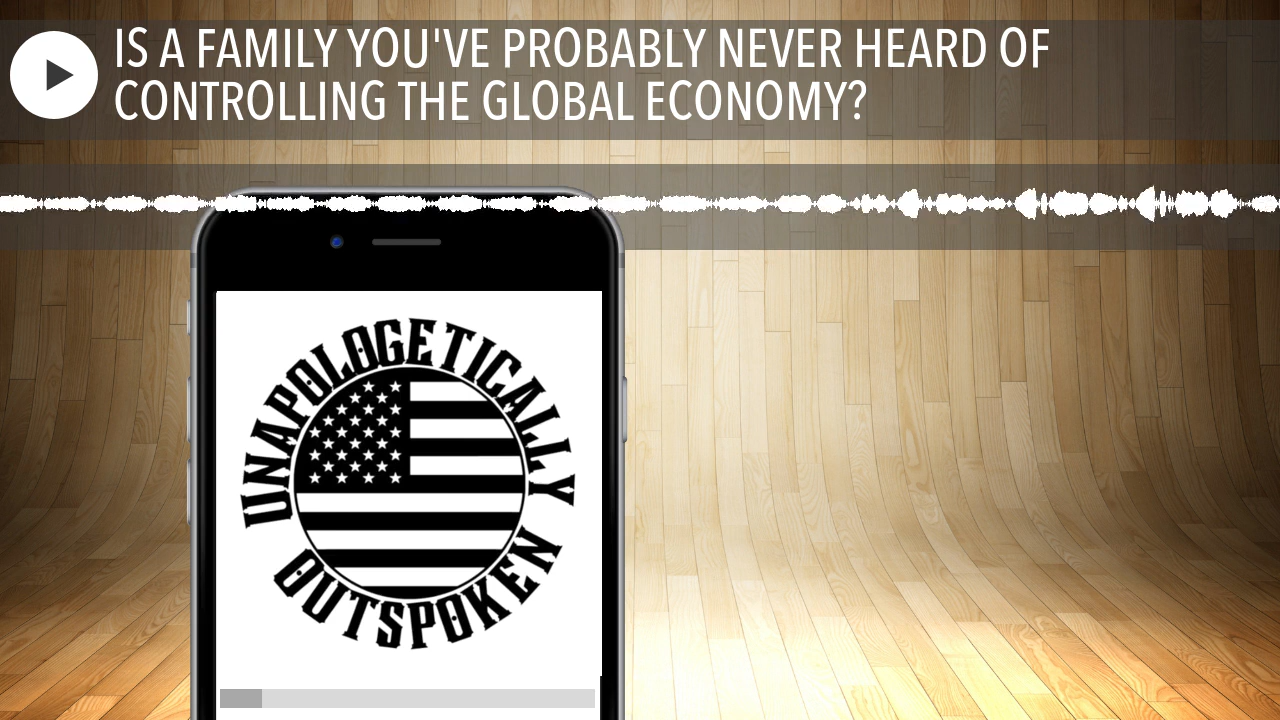 IS A FAMILY YOU'VE PROBABLY NEVER HEARD OF
CONTROLLING THE GLOBAL ECONOMY?
UNAPOLOGETICALLY
OUTSPOKEN